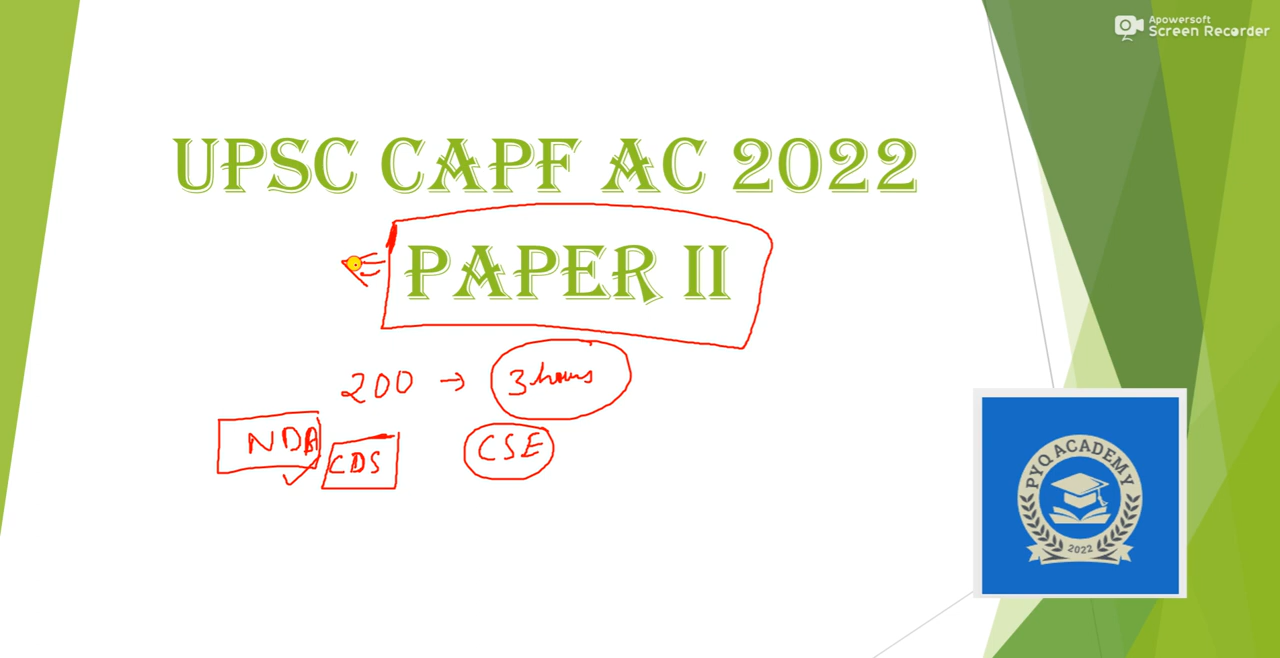 Apowersoft
Screen Recorder
UPSC CAPF AC 2022
PAPER II
200 → 3 hours
NDA CDS CSE
PYQ ACADEMY
2022